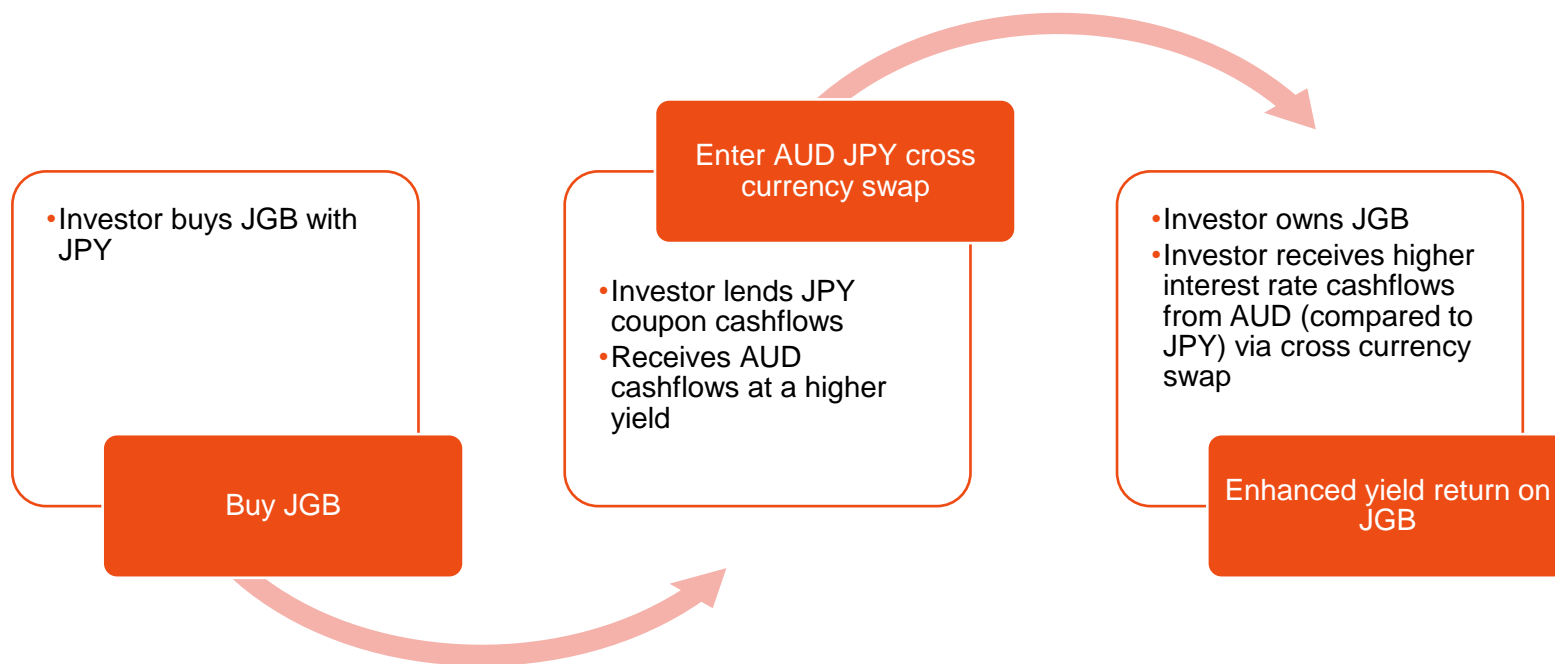 •Investor buys JGB with
JPY
Buy JGB
Enter AUD JPY cross
currency swap
•Investor lends JPY
coupon cashflows
•Receives AUD
cashflows at a higher
yield
•Investor owns JGB
•Investor receives higher
interest rate cashflows
from AUD (compared to
JPY) via cross currency
swap
Enhanced yield return on
JGB